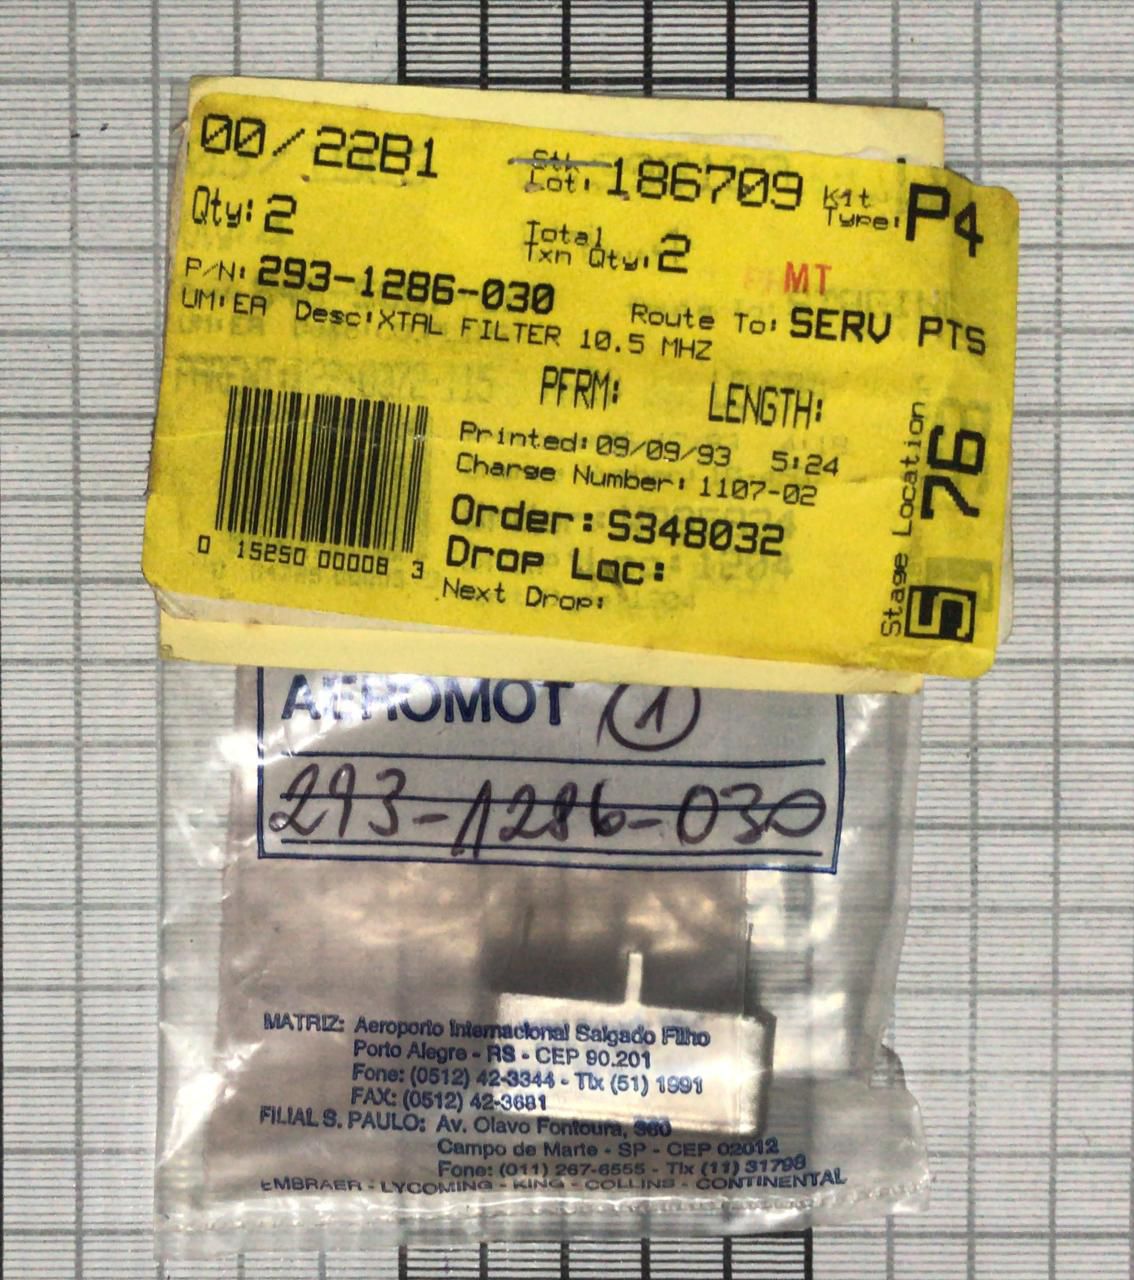 00/22B1
Stk
Lot: 186709
Kit
Type: P4
Qty: 2
Total
Txn Qty: 2
MT
P/N: 293-1286-030
Route To: SERV PTS
UM: EA Desc: XTAL FILTER 10.5 MHZ
PFRM: LENGTH:
Printed: 09/09/93 5:24
Charge Number: 1107-02
Order: S348032
Drop Loc:
Next Drop:
0 15250 00008 3
Stage Location
76
5
AEROMOT 1
293-1286-030
MATRIZ: Aeroporto Internacional Salgado Filho
Porto Alegre - RS - CEP 90.201
Fone: (0512) 42-3344 - Tlx (51) 1991
FAX: (0512) 42-3681
FILIAL S. PAULO: Av. Olavo Fontoura, 360
Campo de Marte - SP - CEP 02012
Fone: (011) 267-6555 - Tlx (11) 31798
EMBRAER - LYCOMING - KING - COLLINS - CONTINENTAL